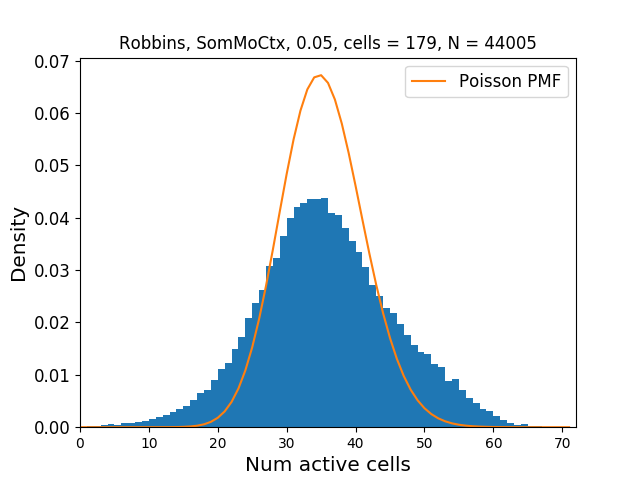 Robbins, SomMoCtx, 0.05, cells = 179, N = 44005
Poisson PMF
Density
0.07
0.06
0.05
0.04
0.03
0.02
0.01
0.00
0 10 20 30 40 50 60 70
Num active cells